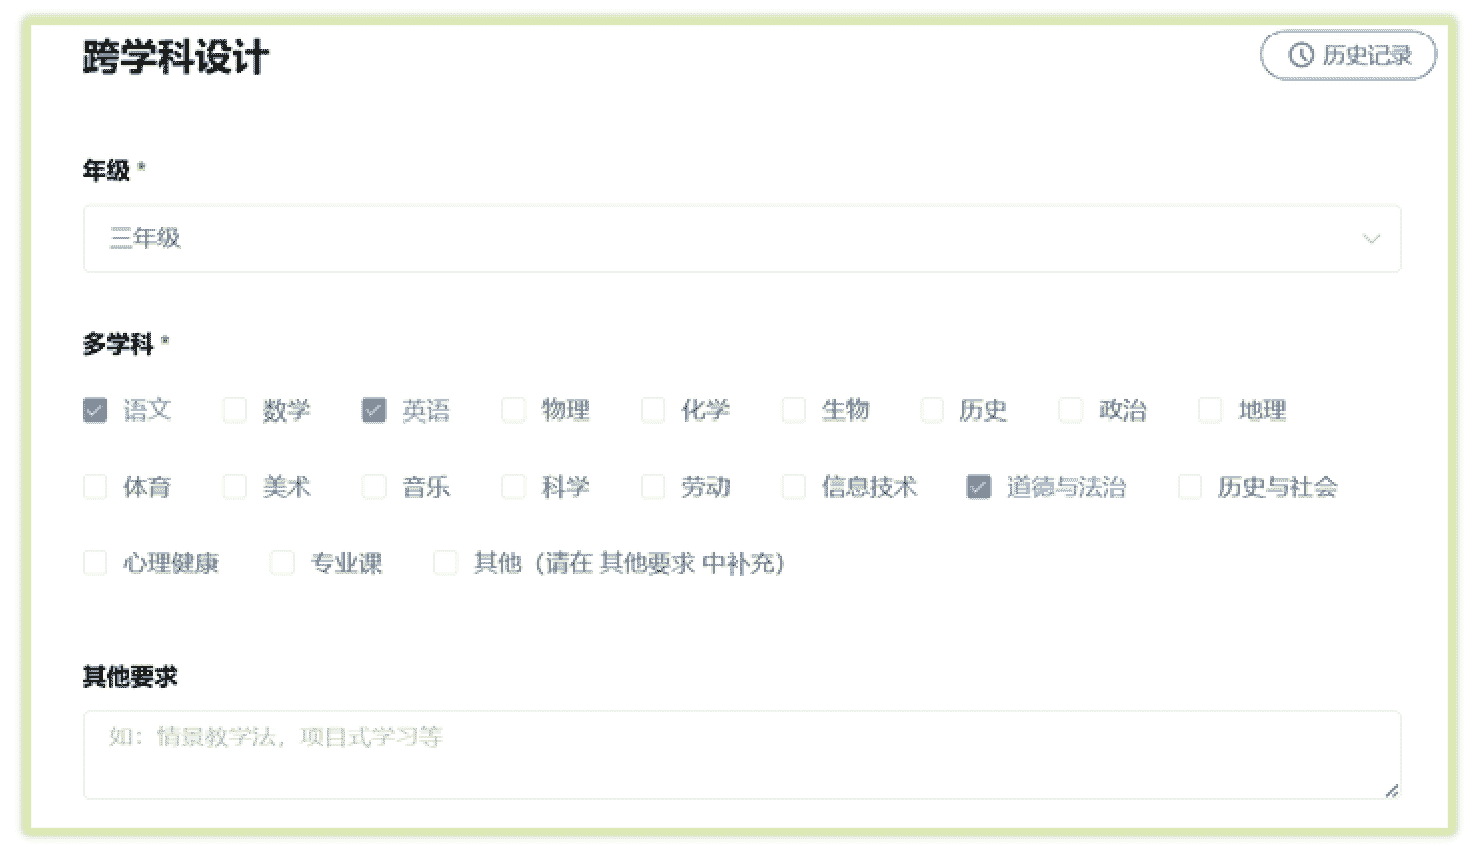 跨学科设计 历史记录
年级 *
三年级
多学科 *
语文 数学 英语 物理 化学 生物 历史 政治 地理
体育 美术 音乐 科学 劳动 信息技术 道德与法治 历史与社会
心理健康 专业课 其他（请在 其他要求 中补充）
其他要求
如：情景教学法，项目式学习等